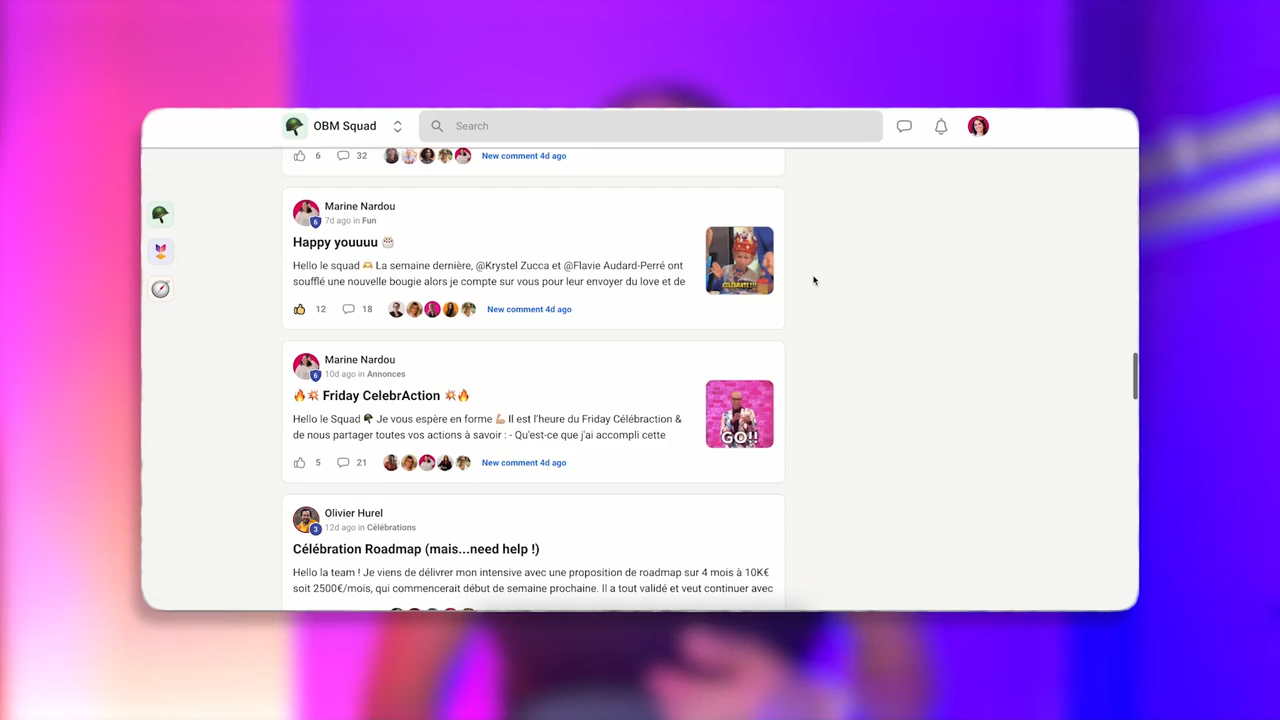 OBM Squad
Search
6 32 New comment 4d ago
Marine Nardou
6
7d ago in Fun
Happy youuuu 🎂
Hello le squad 🫶 La semaine dernière, @Krystel Zucca et @Flavie Audard-Perré ont
soufflé une nouvelle bougie alors je compte sur vous pour leur envoyer du love et de
CELEBRATE!!!
12 18 New comment 4d ago
Marine Nardou
6
10d ago in Annonces
🔥💥 Friday CelebrAction 💥🔥
Hello le Squad 🪖 Je vous espère en forme 💪🏼 Il est l'heure du Friday Célébraction &
de nous partager toutes vos actions à savoir : - Qu'est-ce que j'ai accompli cette
GO!!
5 21 New comment 4d ago
Olivier Hurel
3
12d ago in Célébrations
Célébration Roadmap (mais...need help !)
Hello la team ! Je viens de délivrer mon intensive avec une proposition de roadmap sur 4 mois à 10K€
soit 2500€/mois, qui commencerait début de semaine prochaine. Il a tout validé et veut continuer avec